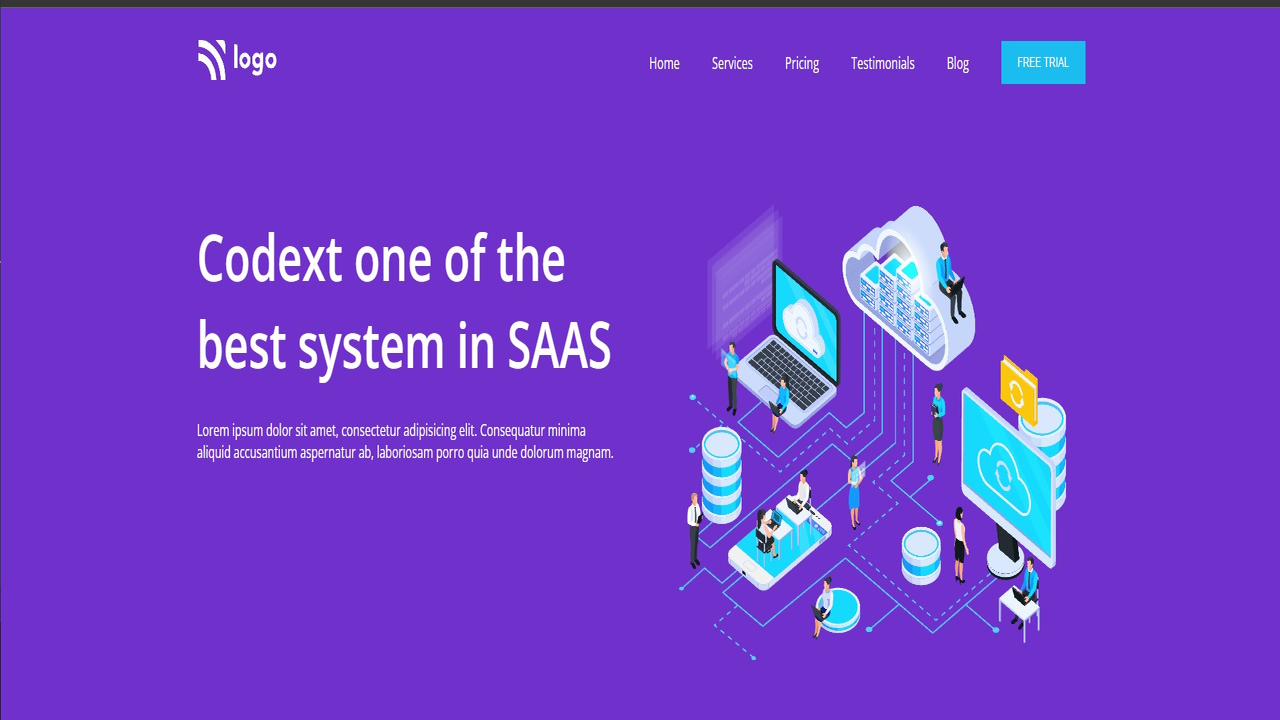 logo
Home Services Pricing Testimonials Blog FREE TRIAL
Codext one of the
best system in SAAS
Lorem ipsum dolor sit amet, consectetur adipisicing elit. Consequatur minima
aliquid accusantium aspernatur ab, laboriosam porro quia unde dolorum magnam.